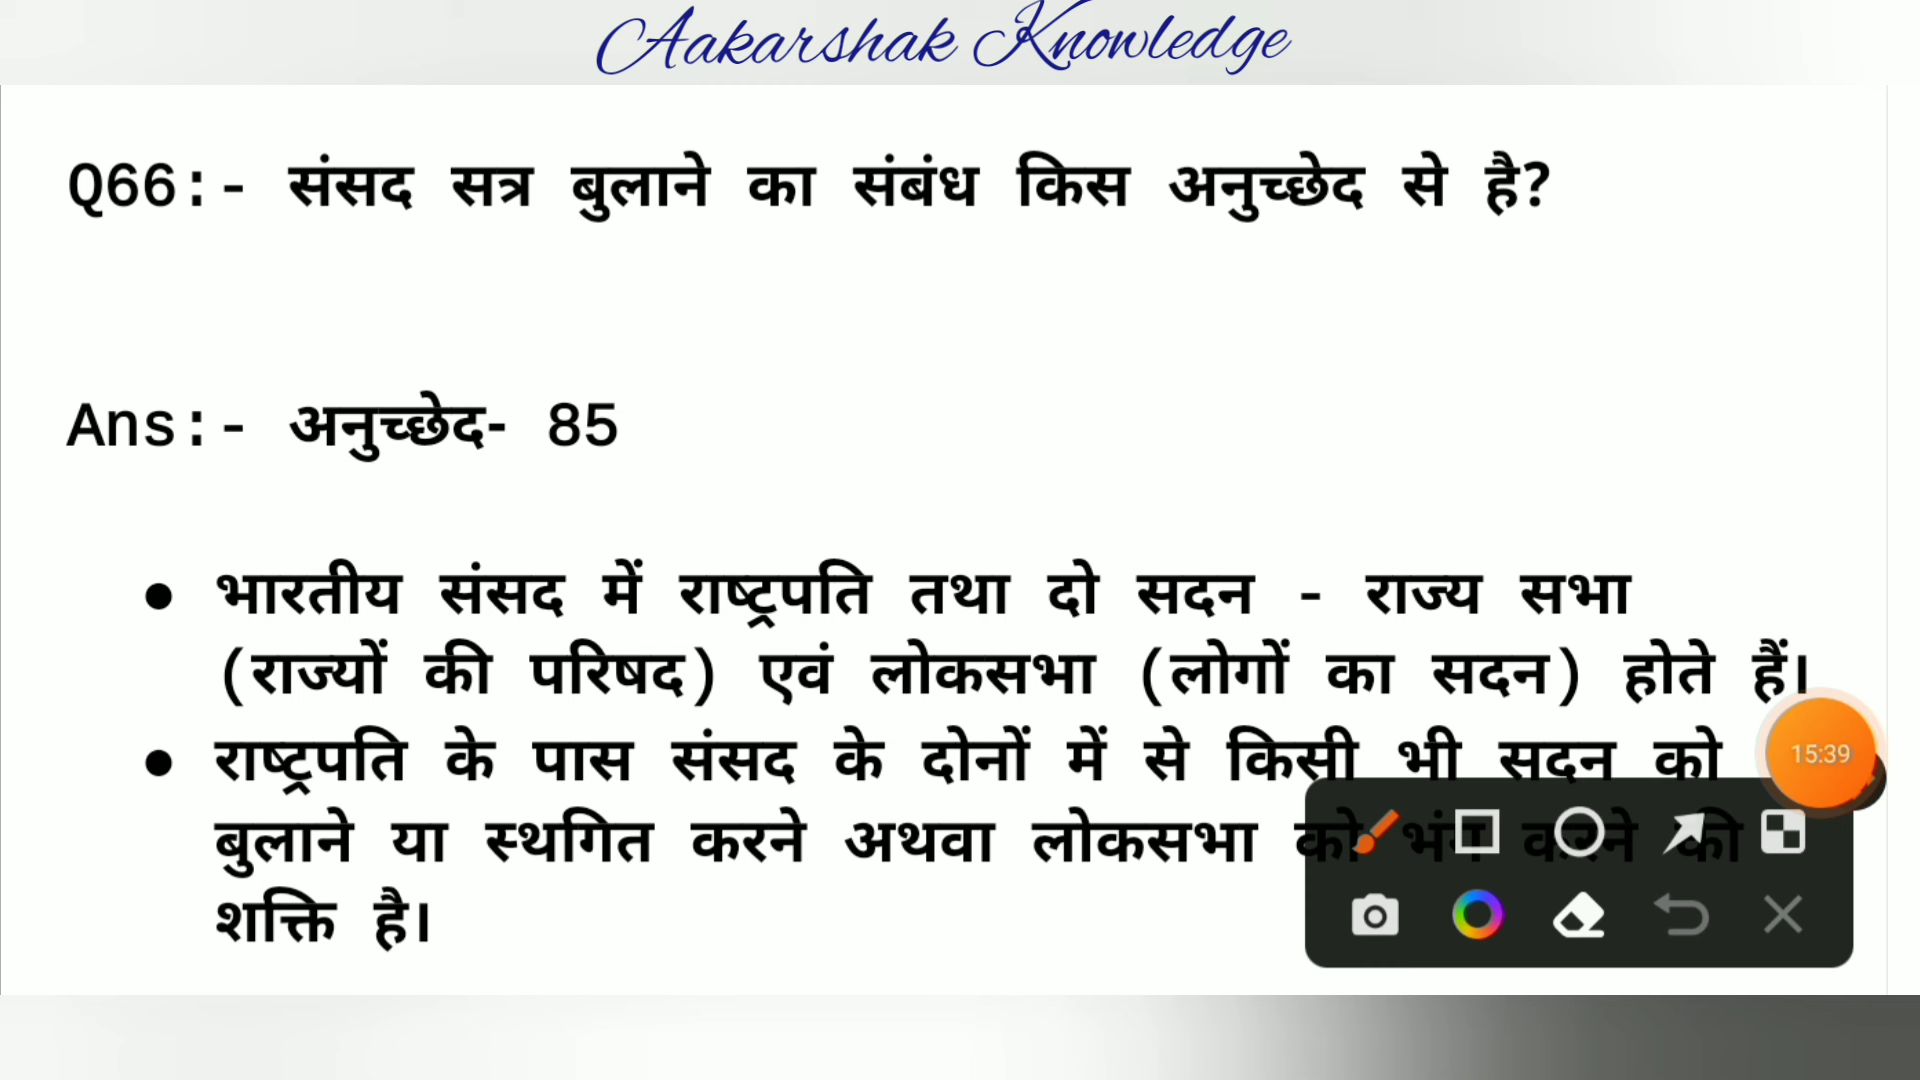 Aakarshak Knowledge
Q66:- संसद सत्र बुलाने का संबंध किस अनुच्छेद से है?
Ans:- अनुच्छेद- 85
● भारतीय संसद में राष्ट्रपति तथा दो सदन - राज्य सभा
(राज्यों की परिषद) एवं लोकसभा (लोगों का सदन) होते हैं।
● राष्ट्रपति के पास संसद के दोनों में से किसी भी सदन को
15:39
बुलाने या स्थगित करने अथवा लोकसभा को भंग करने की
शक्ति है।